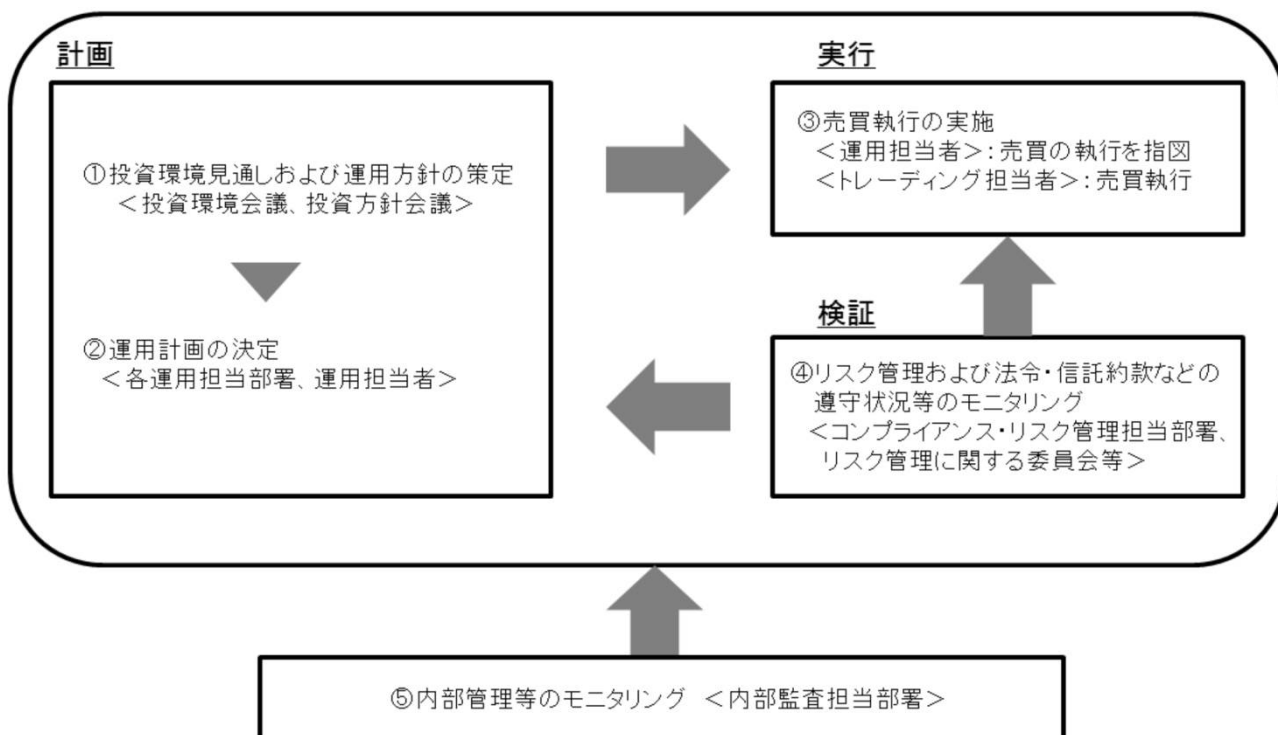 計画
①投資環境見通しおよび運用方針の策定
＜投資環境会議、投資方針会議＞
②運用計画の決定
＜各運用担当部署、運用担当者＞
実行
③売買執行の実施
＜運用担当者＞：売買の執行を指図
＜トレーディング担当者＞：売買執行
検証
④リスク管理および法令・信託約款などの
遵守状況等のモニタリング
＜コンプライアンス・リスク管理担当部署、
リスク管理に関する委員会等＞
⑤内部管理等のモニタリング ＜内部監査担当部署＞